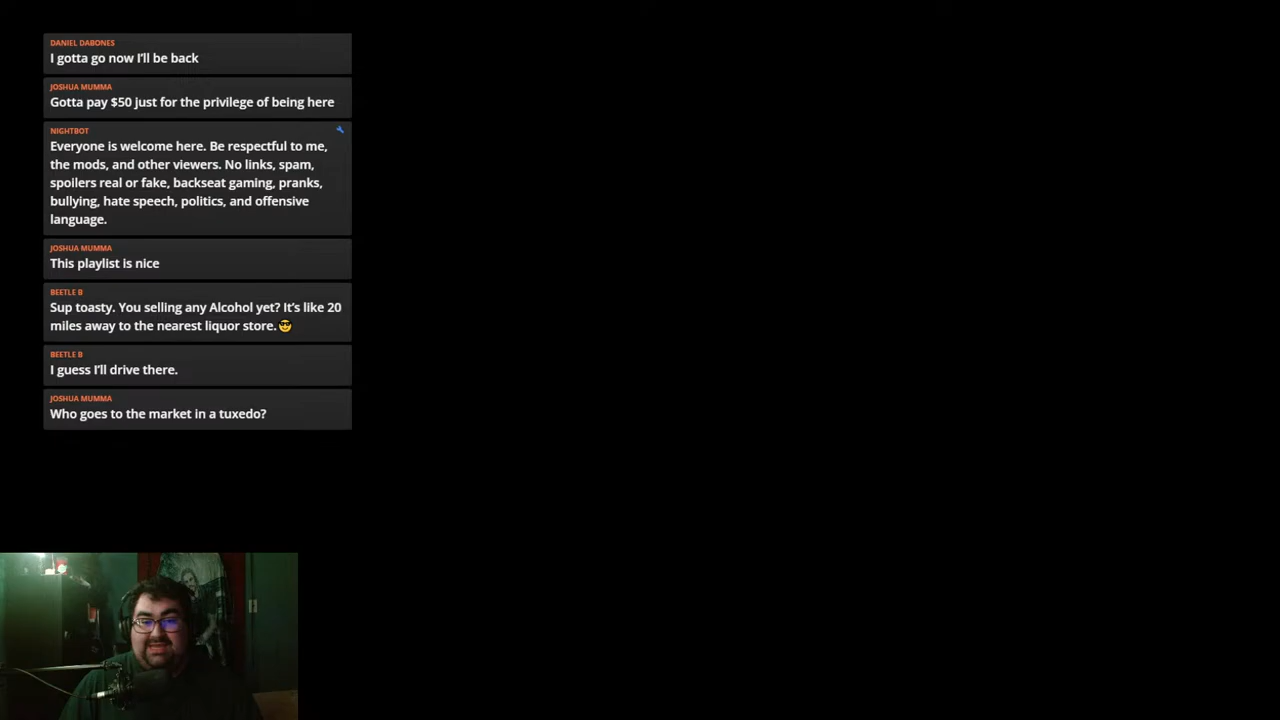 DANIEL DABONES
I gotta go now I'll be back
JOSHUA MUMMA
Gotta pay $50 just for the privilege of being here
NIGHTBOT
Everyone is welcome here. Be respectful to me,
the mods, and other viewers. No links, spam,
spoilers real or fake, backseat gaming, pranks,
bullying, hate speech, politics, and offensive
language.
JOSHUA MUMMA
This playlist is nice
BEETLE B
Sup toasty. You selling any Alcohol yet? It's like 20
miles away to the nearest liquor store. 😎
BEETLE B
I guess I'll drive there.
JOSHUA MUMMA
Who goes to the market in a tuxedo?